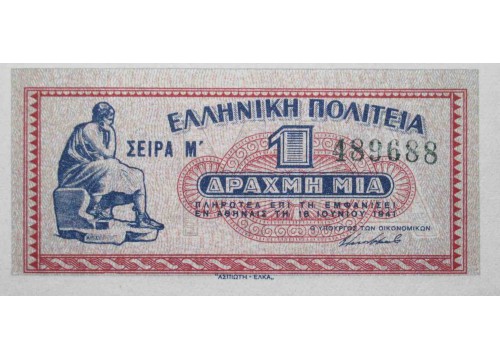 ΕΛΛΗΝΙΚΗ ΠΟΛΙΤΕΙΑ
ΣΕΙΡΑ Μ' 1 489688
ΔΡΑΧΜΗ ΜΙΑ
ΠΛΗΡΩΤΕΑ ΕΠΙ ΤΗ ΕΜΦΑΝΙΣΕΙ
ΕΝ ΑΘΗΝΑΙΣ ΤΗ 18 ΙΟΥΝΙΟΥ 1941
Ο ΥΠΟΥΡΓΟΣ ΤΩΝ ΟΙΚΟΝΟΜΙΚΩΝ
"ΑΣΠΙΩΤΗ - ΕΛΚΑ"